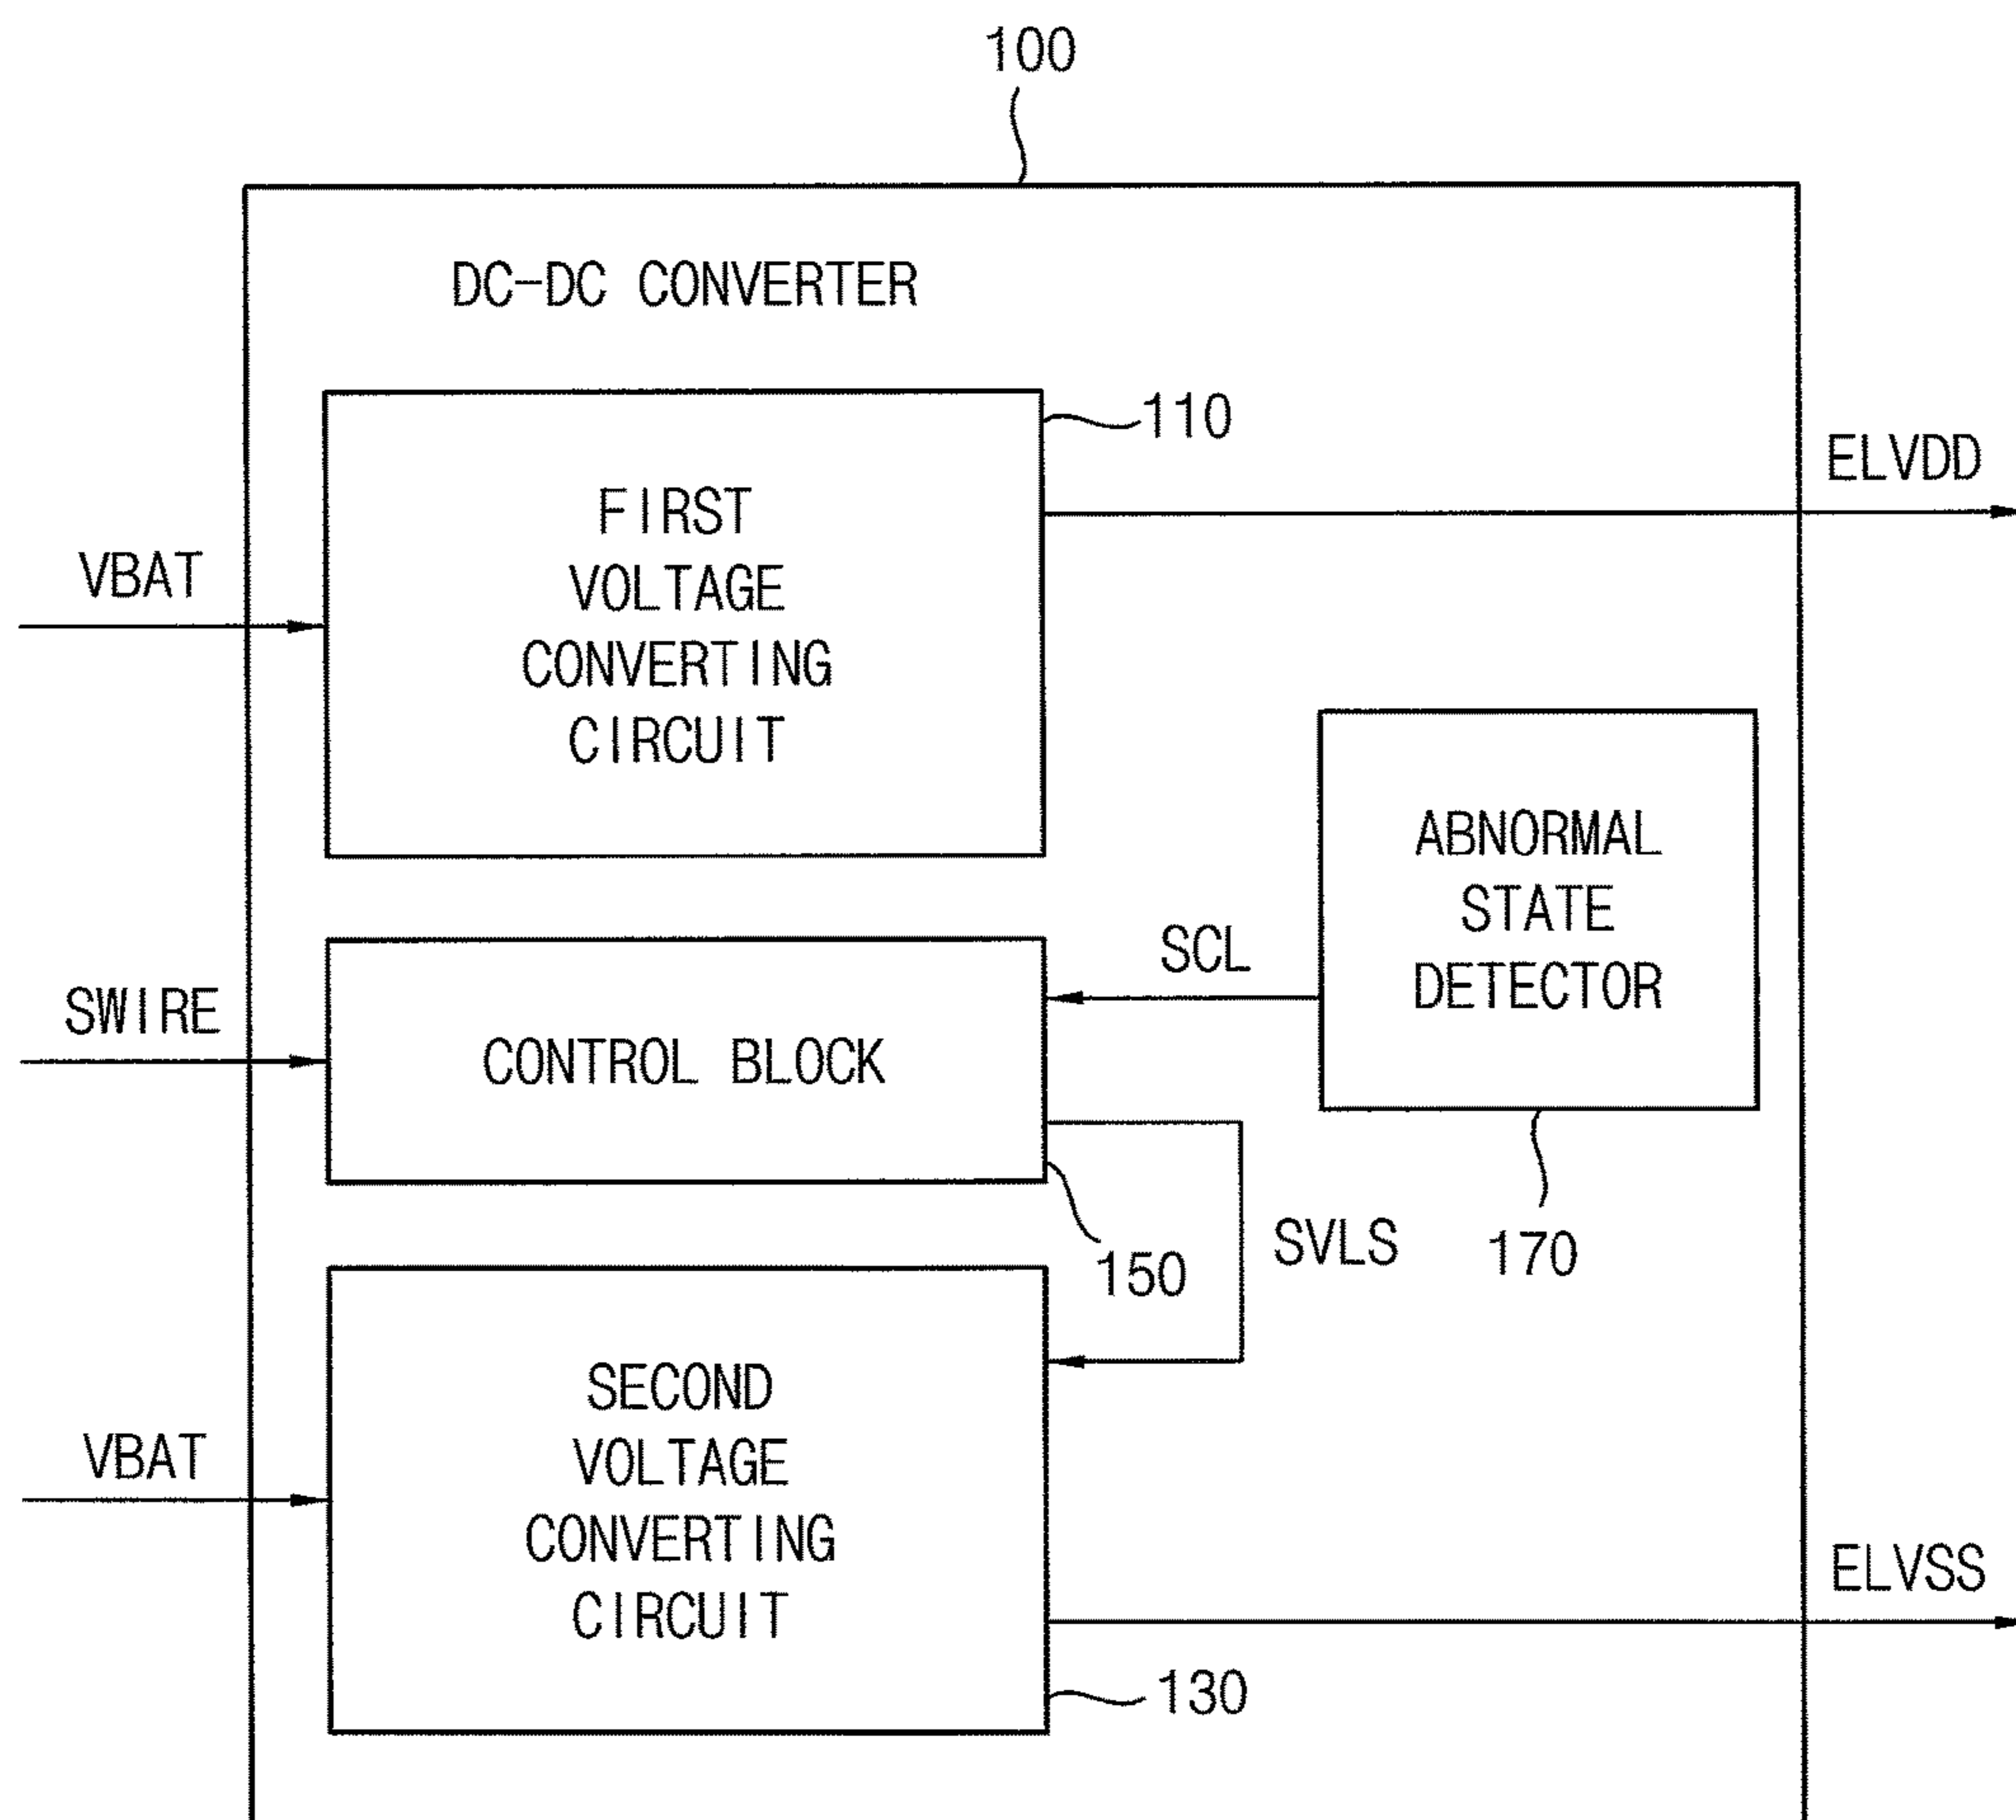 100
DC-DC CONVERTER
110
ELVDD
FIRST
VOLTAGE
CONVERTING
CIRCUIT
VBAT
ABNORMAL
STATE
DETECTOR
SCL
SWIRE
CONTROL BLOCK
150
SVLS
170
SECOND
VOLTAGE
CONVERTING
CIRCUIT
VBAT
ELVSS
130